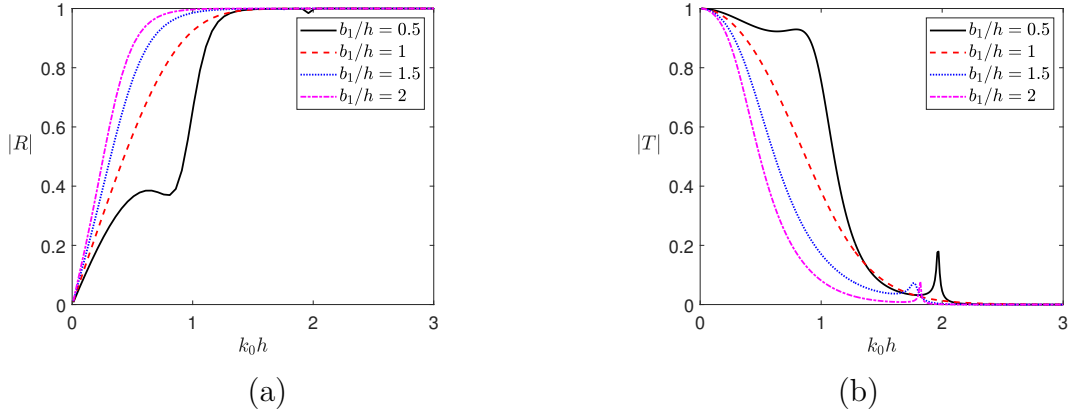 1
0.8
0.6
0.4
0.2
0
|R|
0 1 2 3
k₀h
b₁/h = 0.5
b₁/h = 1
b₁/h = 1.5
b₁/h = 2
(a)
1
0.8
0.6
0.4
0.2
0
|T|
0 1 2 3
k₀h
b₁/h = 0.5
b₁/h = 1
b₁/h = 1.5
b₁/h = 2
(b)